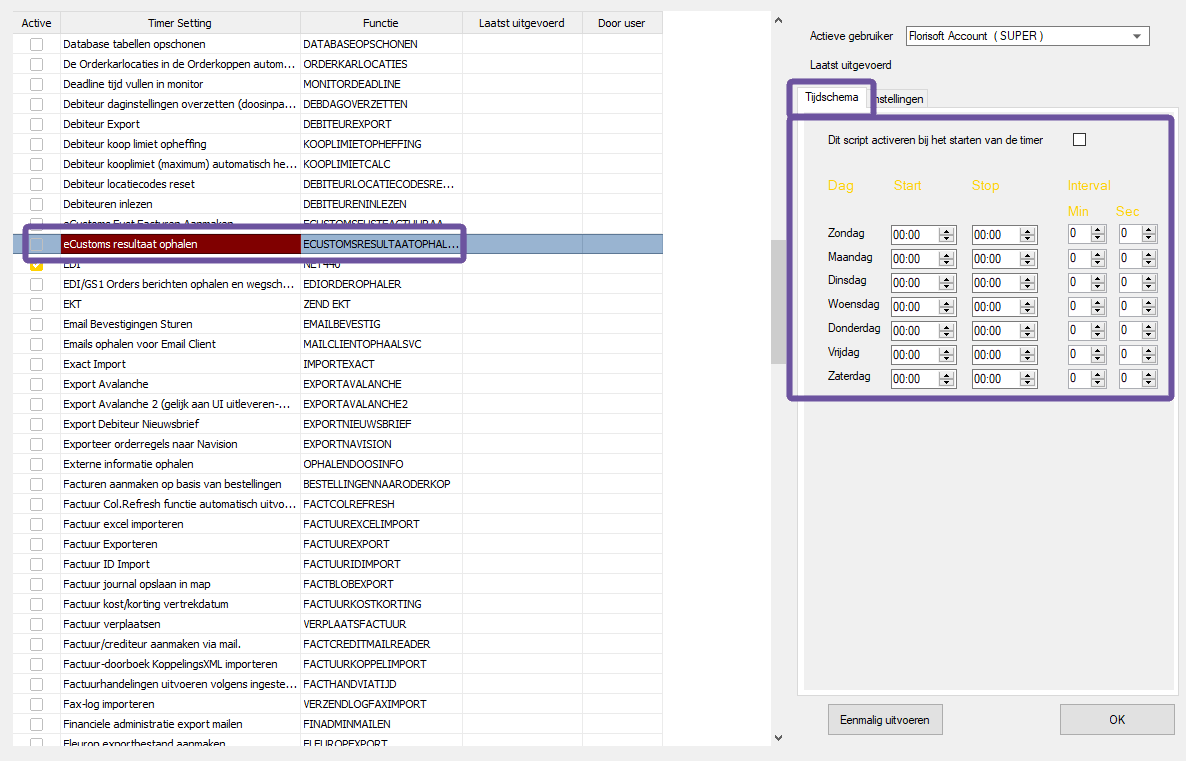 Active Timer Setting Functie Laatst uitgevoerd Door user
Database tabellen opschonen DATABASEOPSCHONEN
De Orderkarlocaties in de Orderkoppen autom... ORDERKARLOCATIES
Deadline tijd vullen in monitor MONITORDEADLINE
Debiteur daginstellingen overzetten (doosinpa... DEBDAGOVERZETTEN
Debiteur Export DEBITEUREXPORT
Debiteur koop limiet opheffing KOOPLIMIETOPHEFFING
Debiteur kooplimiet (maximum) automatisch he... KOOPLIMIETCALC
Debiteur locatiecodes reset DEBITEURLOCATIECODESRE...
Debiteuren inlezen DEBITEURENINLEZEN
eCustoms Fust Facturen Aanmaken ECUSTOMSFUSTFACTUURAA...
eCustoms resultaat ophalen ECUSTOMSRESULTAATOPHAL...
EDI NET440
EDI/GS1 Orders berichten ophalen en wegsch... EDIORDEROPHALER
EKT ZEND EKT
Email Bevestigingen Sturen EMAILBEVESTIG
Emails ophalen voor Email Client MAILCLIENTOPHAALSVC
Exact Import IMPORTEXACT
Export Avalanche EXPORTAVALANCHE
Export Avalanche 2 (gelijk aan UI uitleveren-... EXPORTAVALANCHE2
Export Debiteur Nieuwsbrief EXPORTNIEUWSBRIEF
Exporteer orderregels naar Navision EXPORTNAVISION
Externe informatie ophalen OPHALENDOOSINFO
Facturen aanmaken op basis van bestellingen BESTELLINGENNAARODERKOP
Factuur Col.Refresh functie automatisch uitvo... FACTCOLREFRESH
Factuur excel importeren FACTUUREXCELIMPORT
Factuur Exporteren FACTUUREXPORT
Factuur ID Import FACTUURIDIMPORT
Factuur journal opslaan in map FACTBLOBEXPORT
Factuur kost/korting vertrekdatum FACTUURKOSTKORTING
Factuur verplaatsen VERPLAATSFACTUUR
Factuur/crediteur aanmaken via mail. FACTCREDITMAILREADER
Factuur-doorboek KoppelingsXML importeren FACTUURKOPPELIMPORT
Factuurhandelingen uitvoeren volgens ingeste... FACTHANDVIATIJD
Fax-log importeren VERZENDLOGFAXIMPORT
Financiele administratie export mailen FINADMINMAILEN
Fleurop exportbestand aanmaken FLEUROPEXPORT
Actieve gebruiker Florisoft Account ( SUPER )
Laatst uitgevoerd
Tijdschema nstellingen
Dit script activeren bij het starten van de timer
Dag Start Stop Interval
Min Sec
Zondag 00:00 00:00 0 0
Maandag 00:00 00:00 0 0
Dinsdag 00:00 00:00 0 0
Woensdag 00:00 00:00 0 0
Donderdag 00:00 00:00 0 0
Vrijdag 00:00 00:00 0 0
Zaterdag 00:00 00:00 0 0
Eenmalig uitvoeren OK